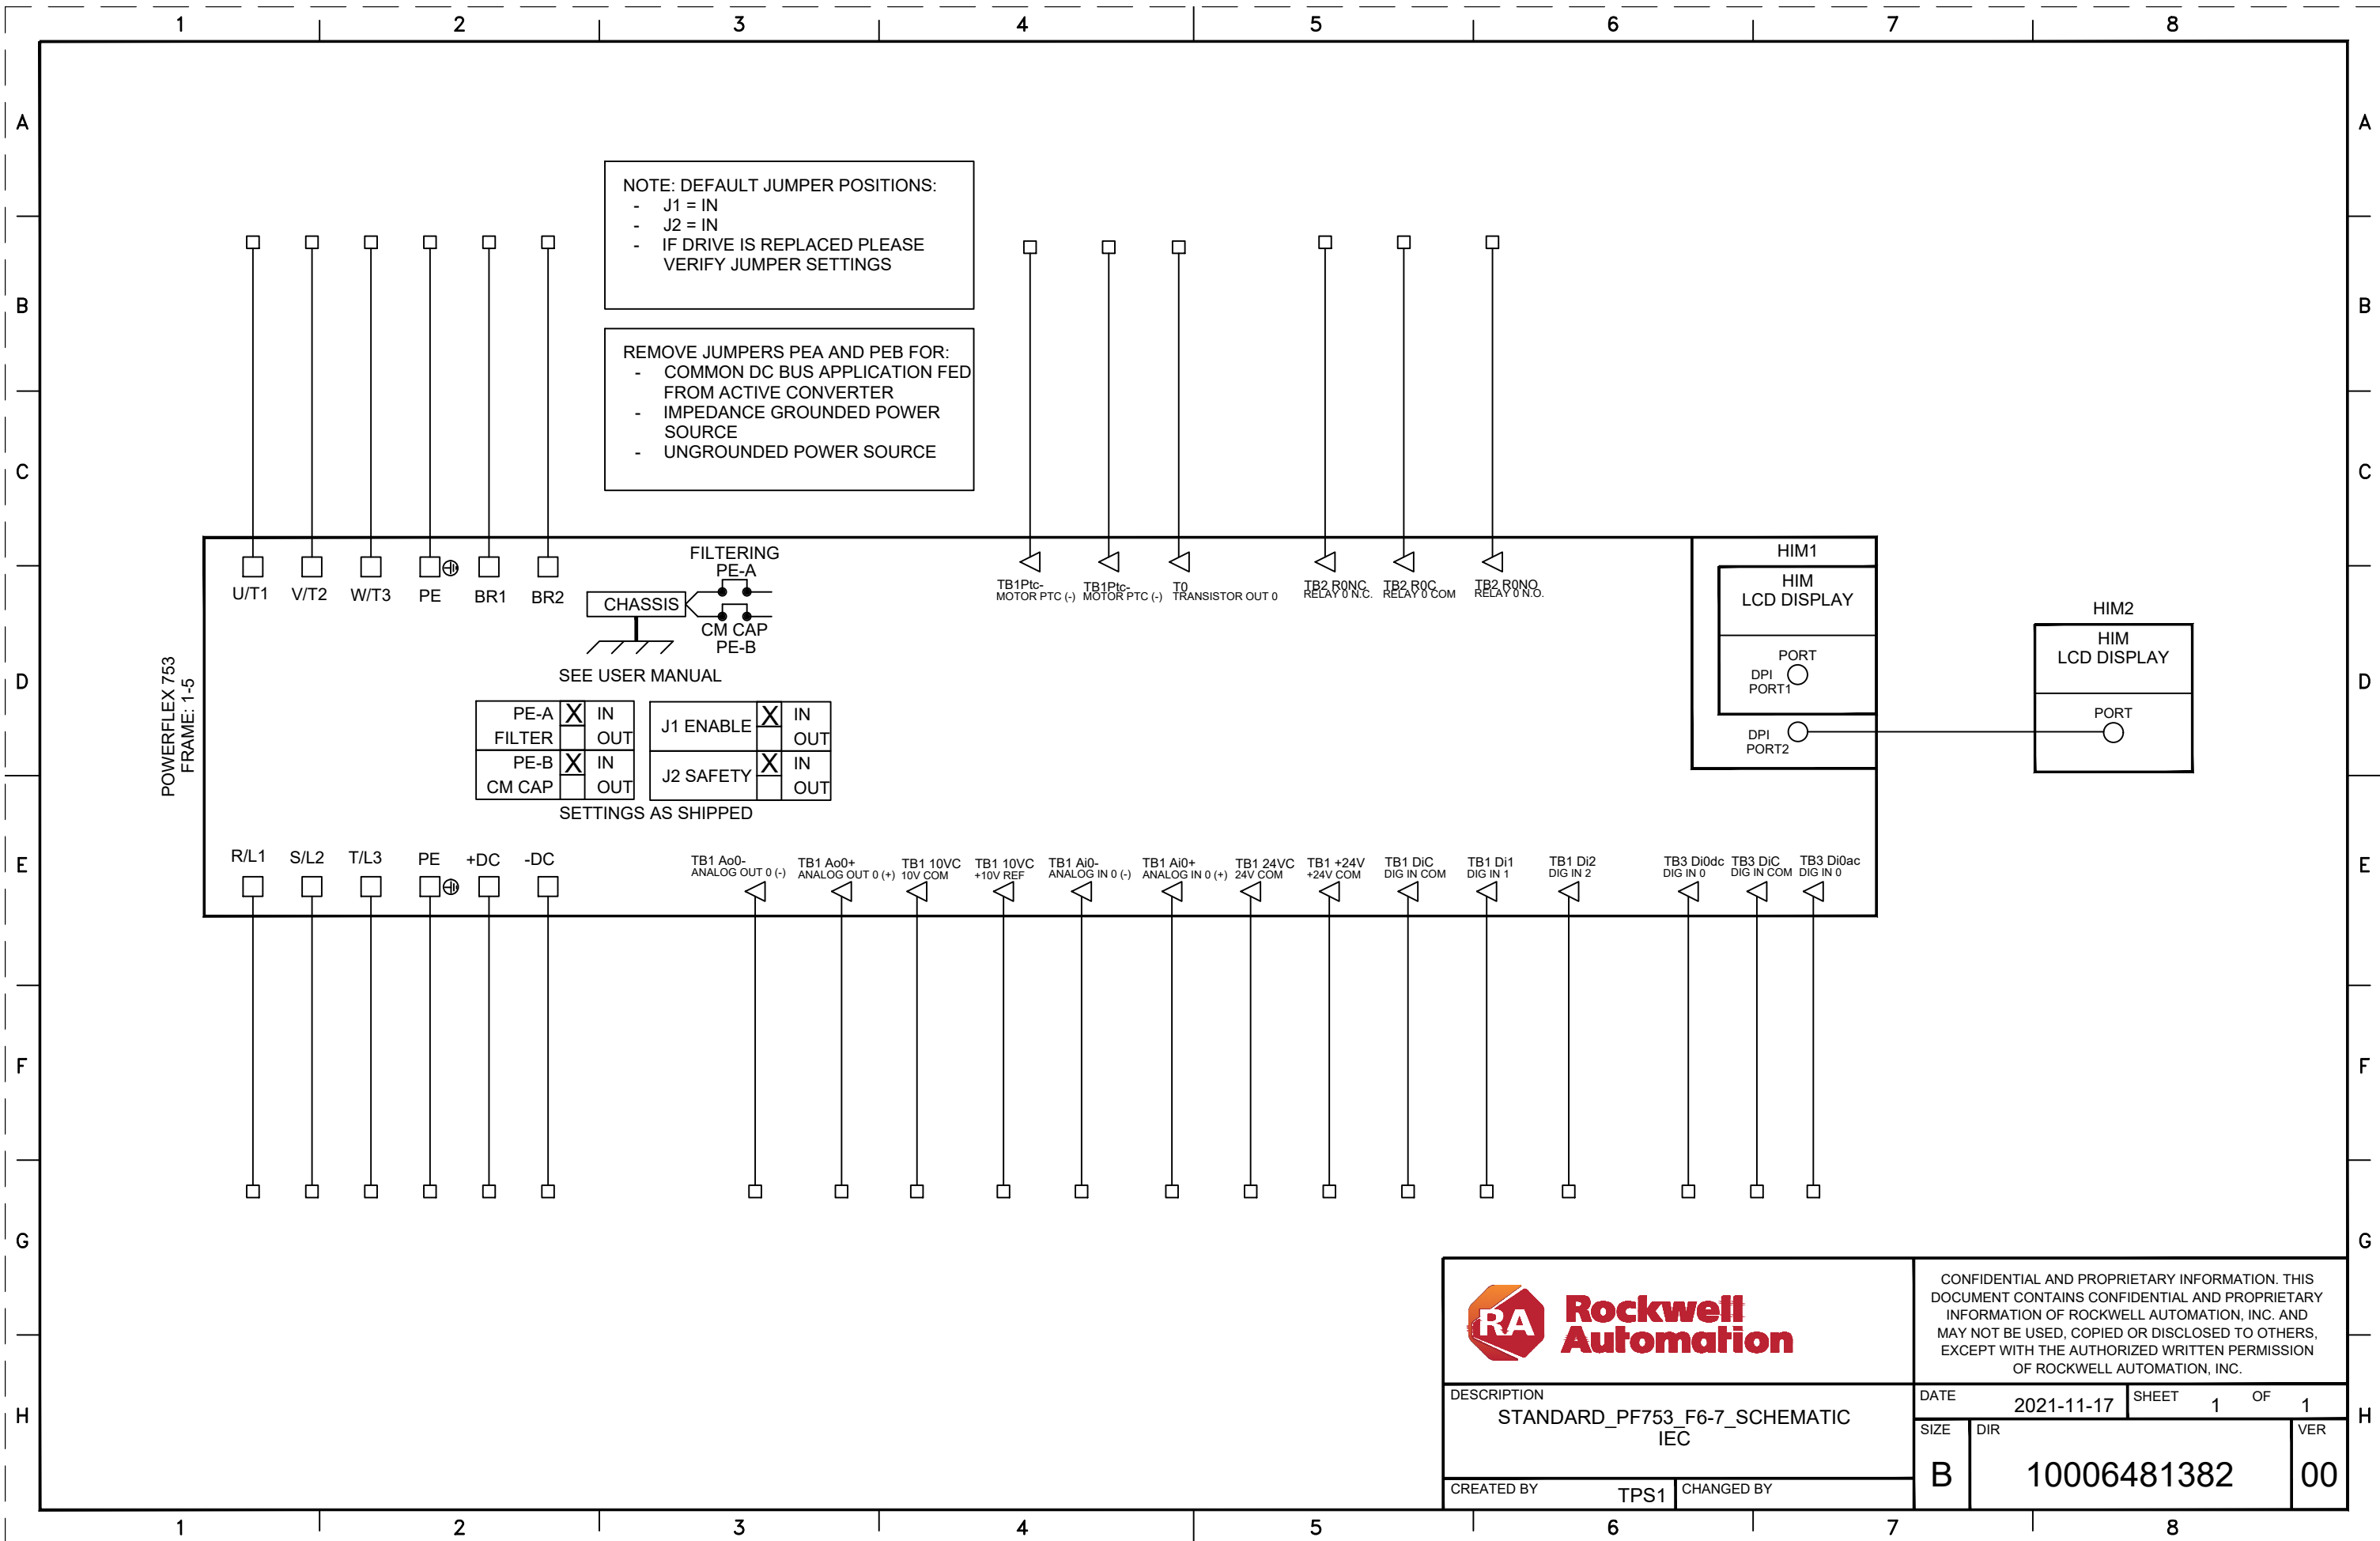 1 2 3 4 5 6 7 8
A A
NOTE: DEFAULT JUMPER POSITIONS:
- J1 = IN
- J2 = IN
- IF DRIVE IS REPLACED PLEASE
VERIFY JUMPER SETTINGS
B B
REMOVE JUMPERS PEA AND PEB FOR:
- COMMON DC BUS APPLICATION FED
FROM ACTIVE CONVERTER
- IMPEDANCE GROUNDED POWER
SOURCE
- UNGROUNDED POWER SOURCE
C C
U/T1 V/T2 W/T3 PE BR1 BR2
FILTERING
PE-A
CHASSIS
CM CAP
PE-B
SEE USER MANUAL
TB1Ptc-
MOTOR PTC (-)
TB1Ptc-
MOTOR PTC (-)
T0
TRANSISTOR OUT 0
TB2 R0NC
RELAY 0 N.C.
TB2 R0C
RELAY 0 COM
TB2 R0NO
RELAY 0 N.O.
HIM1
HIM
LCD DISPLAY
PORT
DPI
PORT1
DPI
PORT2
HIM2
HIM
LCD DISPLAY
PORT
D D
POWERFLEX 753
FRAME: 1-5
PE-A X IN
FILTER OUT
PE-B X IN
CM CAP OUT
J1 ENABLE X IN
OUT
J2 SAFETY X IN
OUT
SETTINGS AS SHIPPED
E E
R/L1 S/L2 T/L3 PE +DC -DC
TB1 Ao0-
ANALOG OUT 0 (-)
TB1 Ao0+
ANALOG OUT 0 (+)
TB1 10VC
10V COM
TB1 10VC
+10V REF
TB1 Ai0-
ANALOG IN 0 (-)
TB1 Ai0+
ANALOG IN 0 (+)
TB1 24VC
24V COM
TB1 +24V
+24V COM
TB1 DiC
DIG IN COM
TB1 Di1
DIG IN 1
TB1 Di2
DIG IN 2
TB3 Di0dc
DIG IN 0
TB3 DiC
DIG IN COM
TB3 Di0ac
DIG IN 0
F F
G G
RA Rockwell
Automation
CONFIDENTIAL AND PROPRIETARY INFORMATION. THIS
DOCUMENT CONTAINS CONFIDENTIAL AND PROPRIETARY
INFORMATION OF ROCKWELL AUTOMATION, INC. AND
MAY NOT BE USED, COPIED OR DISCLOSED TO OTHERS,
EXCEPT WITH THE AUTHORIZED WRITTEN PERMISSION
OF ROCKWELL AUTOMATION, INC.
H H
DESCRIPTION
STANDARD_PF753_F6-7_SCHEMATIC
IEC
DATE 2021-11-17 SHEET 1 OF 1
SIZE B DIR 10006481382 VER 00
CREATED BY TPS1 CHANGED BY
1 2 3 4 5 6 7 8